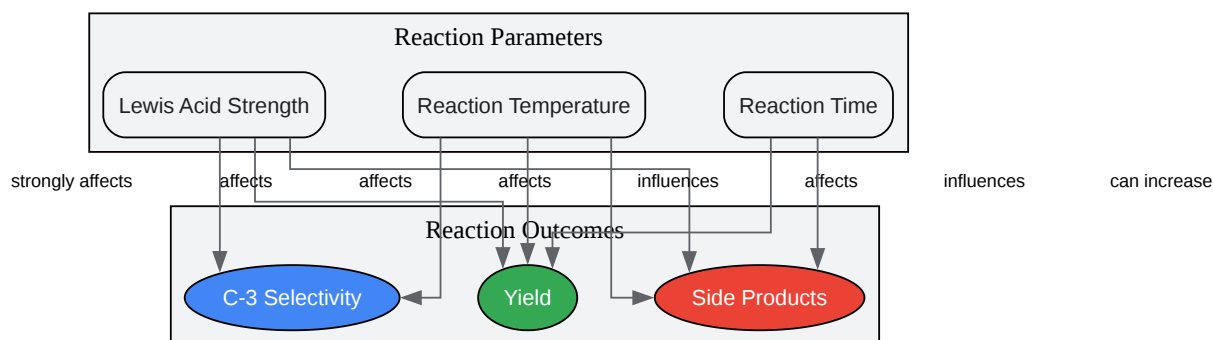 Reaction Parameters
Lewis Acid Strength
Reaction Temperature
Reaction Time
strongly affects
affects
affects
affects
influences
affects
influences
can increase
Reaction Outcomes
C-3 Selectivity
Yield
Side Products